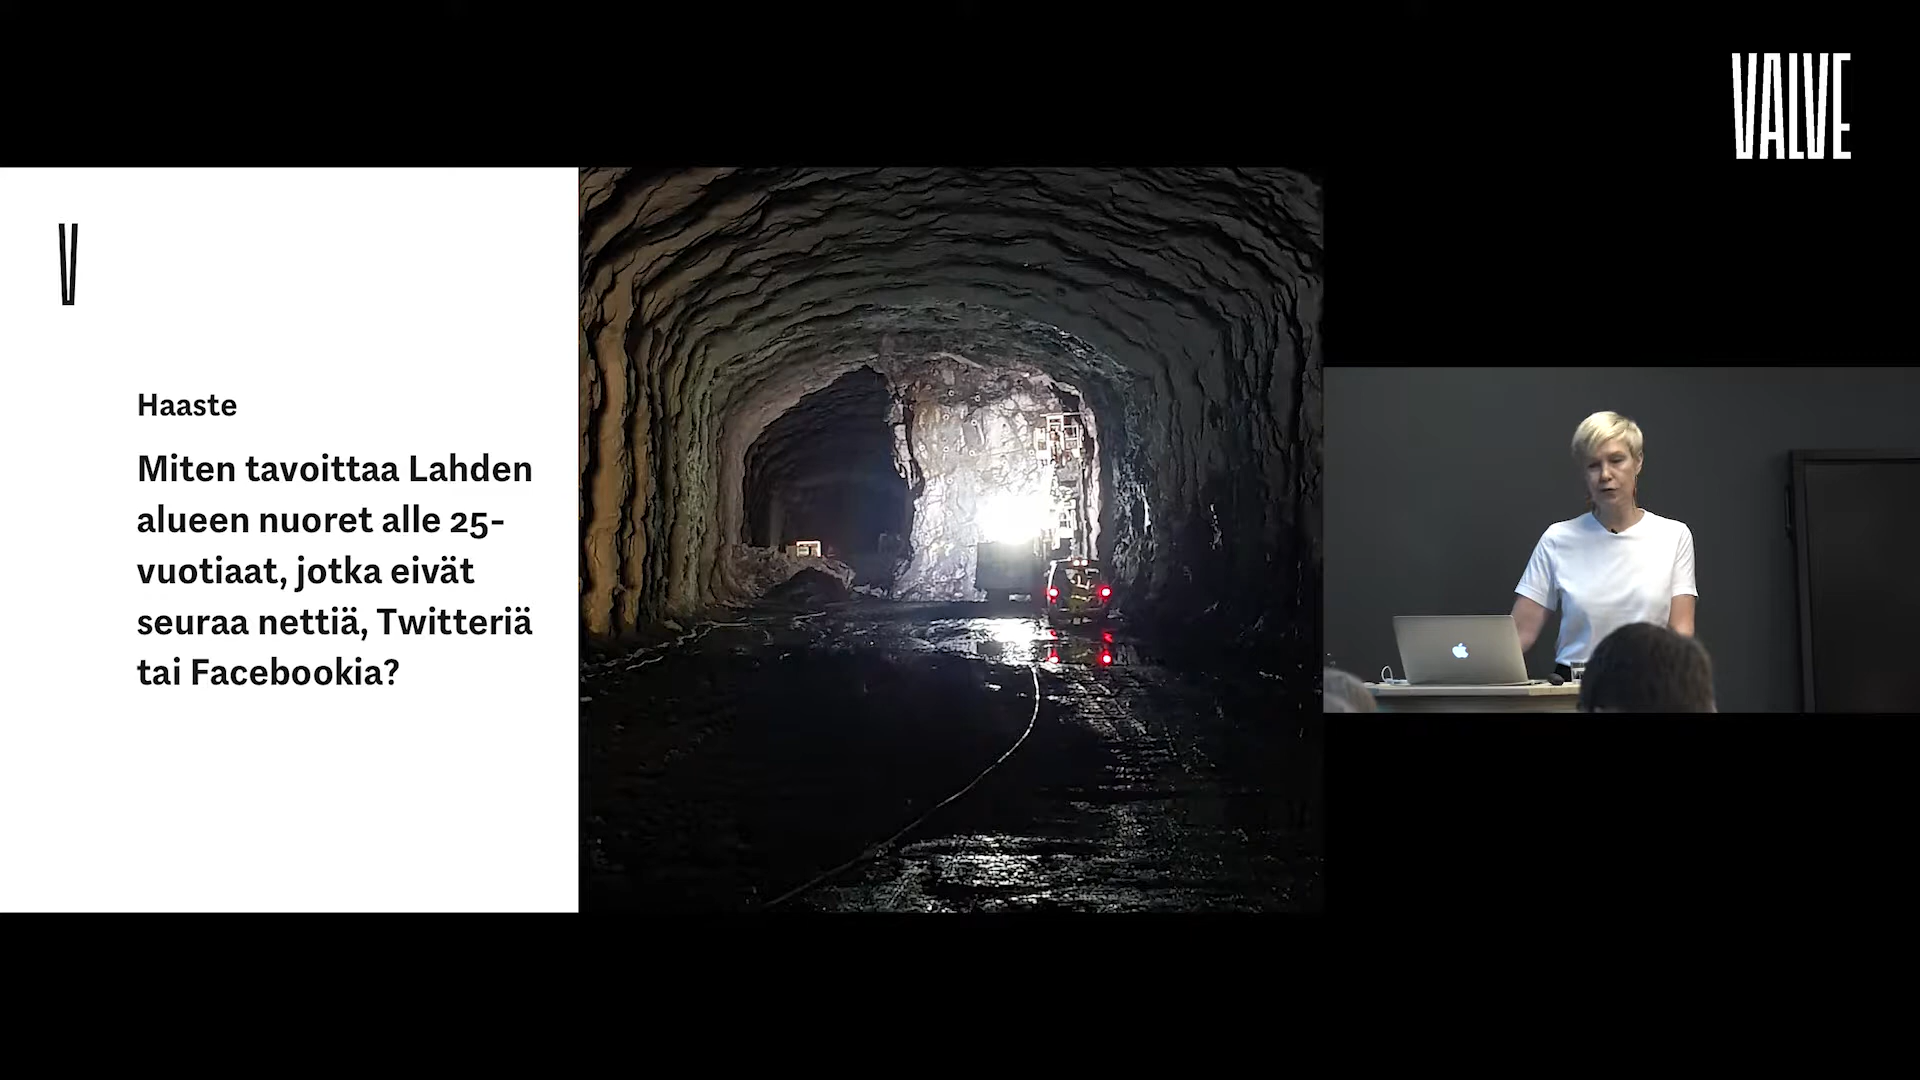 VALVE
V
Haaste
Miten tavoittaa Lahden
alueen nuoret alle 25-
vuotiaat, jotka eivät
seuraa nettiä, Twitteriä
tai Facebookia?